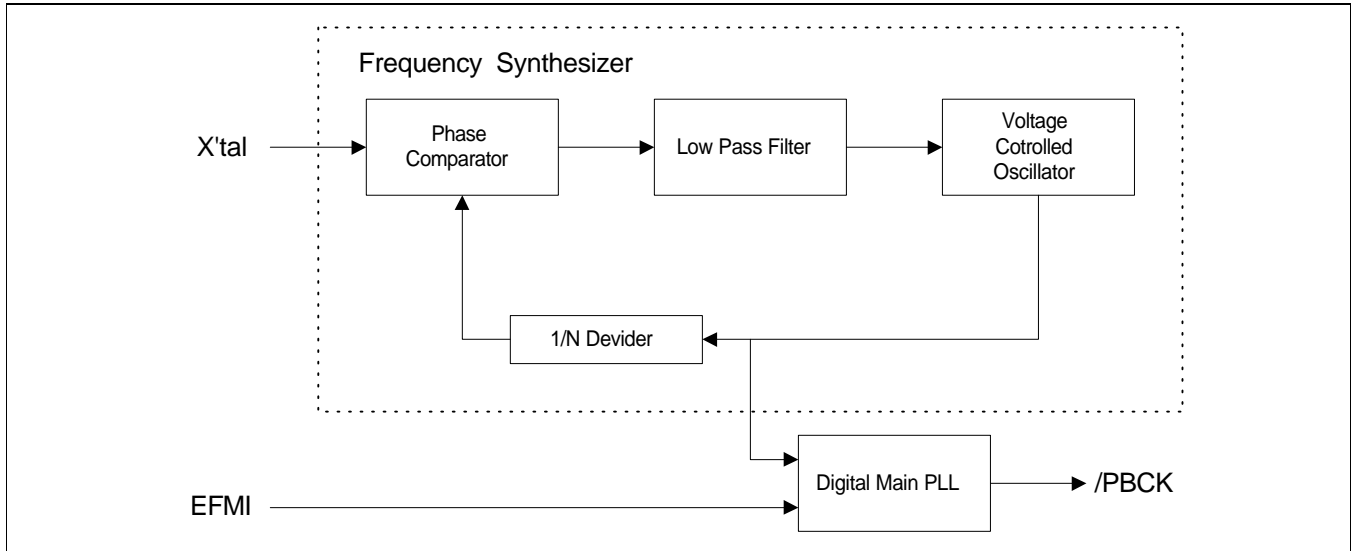 Frequency Synthesizer
X'tal
Phase
Comparator
Low Pass Filter
Voltage
Cotrolled
Oscillator
1/N Devider
Digital Main PLL
/PBCK
EFMI